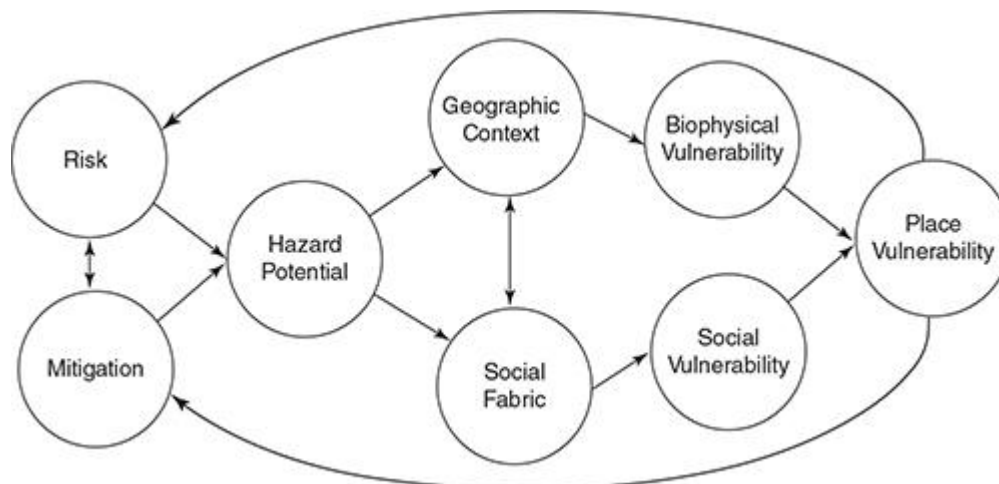 Risk
Mitigation
Hazard
Potential
Geographic
Context
Social
Fabric
Biophysical
Vulnerability
Social
Vulnerability
Place
Vulnerability